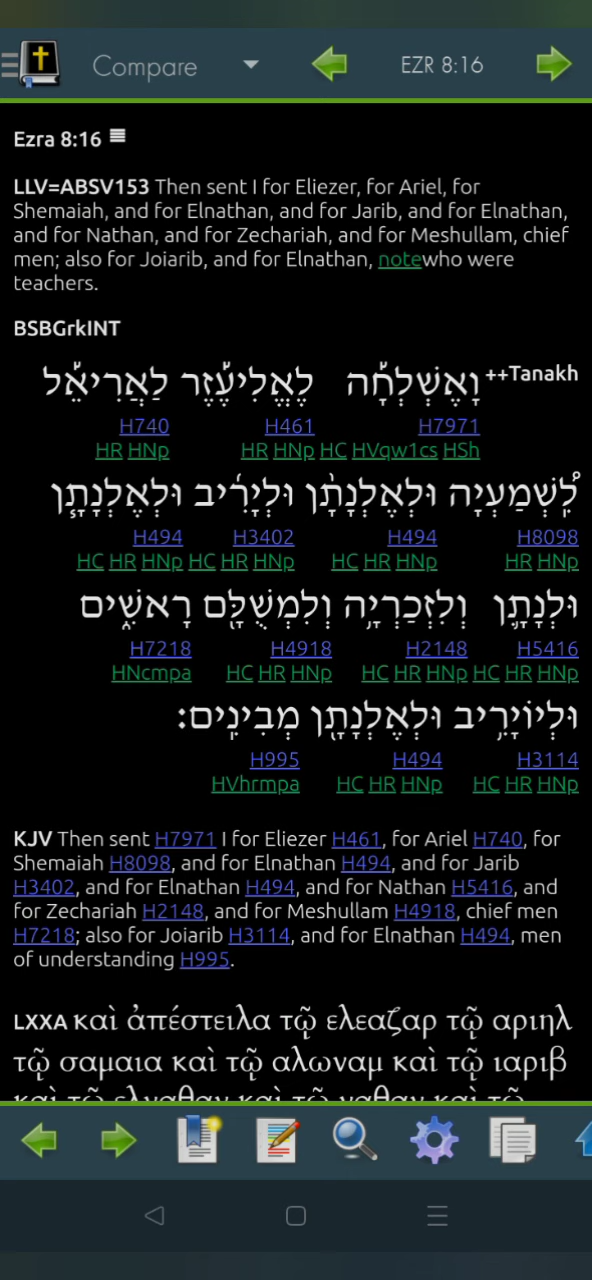 Compare
EZR 8:16
Ezra 8:16
LLV=ABSV153 Then sent I for Eliezer, for Ariel, for
Shemaiah, and for Elnathan, and for Jarib, and for Elnathan,
and for Nathan, and for Zechariah, and for Meshullam, chief
men; also for Joiarib, and for Elnathan, notewho were
teachers.
BSBGrkINT
++Tanakh וָאֶשְׁלְחָ֡ה לֶאֱלִיעֶ֡זֶר לַאֲרִיאֵ֡ל
H7971 H461 H740
HR HNp HR HNp HC HVqw1cs HSh
לִֽ֠שְׁמַעְיָה וּלְאֶלְנָתָ֨ן וּלְיָרִ֜יב וּלְאֶלְנָתָ֧ן
H8098 H494 H3402 H494
HC HR HNp HC HR HNp HC HR HNp HR HNp
וּלְנָתָ֛ן וְלִזְכַרְיָ֥ה וְלִמְשֻׁלָּ֖ם רָאשִׁ֑ים
H5416 H2148 H4918 H7218
HNcmpa HC HR HNp HC HR HNp HC HR HNp
וּלְיוֹיָרִ֥יב וּלְאֶלְנָתָ֖ן מְבִינִֽים׃
H3114 H494 H995
HVhrmpa HC HR HNp HC HR HNp
KJV Then sent H7971 I for Eliezer H461, for Ariel H740, for
Shemaiah H8098, and for Elnathan H494, and for Jarib
H3402, and for Elnathan H494, and for Nathan H5416, and
for Zechariah H2148, and for Meshullam H4918, chief men
H7218; also for Joiarib H3114, and for Elnathan H494, men
of understanding H995.
LXXA καὶ ἀπέστειλα τῷ ελεαζαρ τῷ αριηλ
τῷ σαμαια καὶ τῷ αλωναμ καὶ τῷ ιαριβ
καὶ τῷ ελναθαν καὶ τῷ ναθαν καὶ τῷ